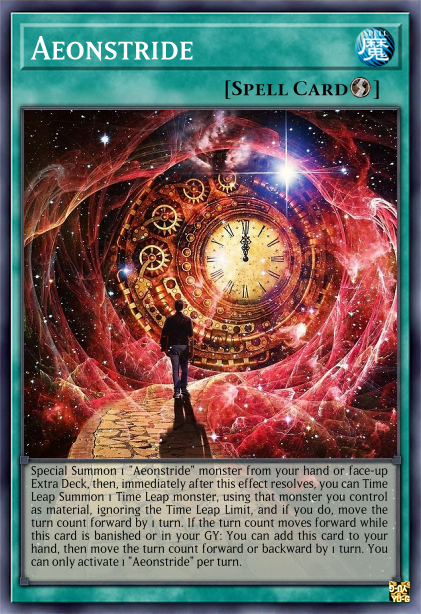 Aeonstride
SPELL
魔
[Spell Card]
XII
Special Summon 1 "Aeonstride" monster from your hand or face-up
Extra Deck, then, immediately after this effect resolves, you can Time
Leap Summon 1 Time Leap monster, using that monster you control
as material, ignoring the Time Leap Limit, and if you do, move the
turn count forward by 1 turn. If the turn count moves forward while
this card is banished or in your GY: You can add this card to your
hand, then move the turn count forward or backward by 1 turn. You
can only activate 1 "Aeonstride" per turn.